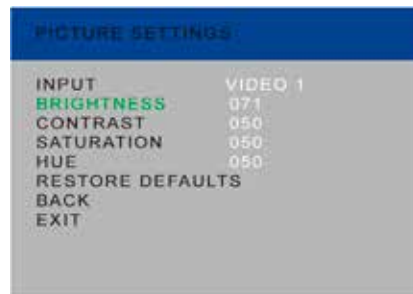 PICTURE SETTINGS
INPUT VIDEO 1
BRIGHTNESS 071
CONTRAST 050
SATURATION 050
HUE 050
RESTORE DEFAULTS
BACK
EXIT